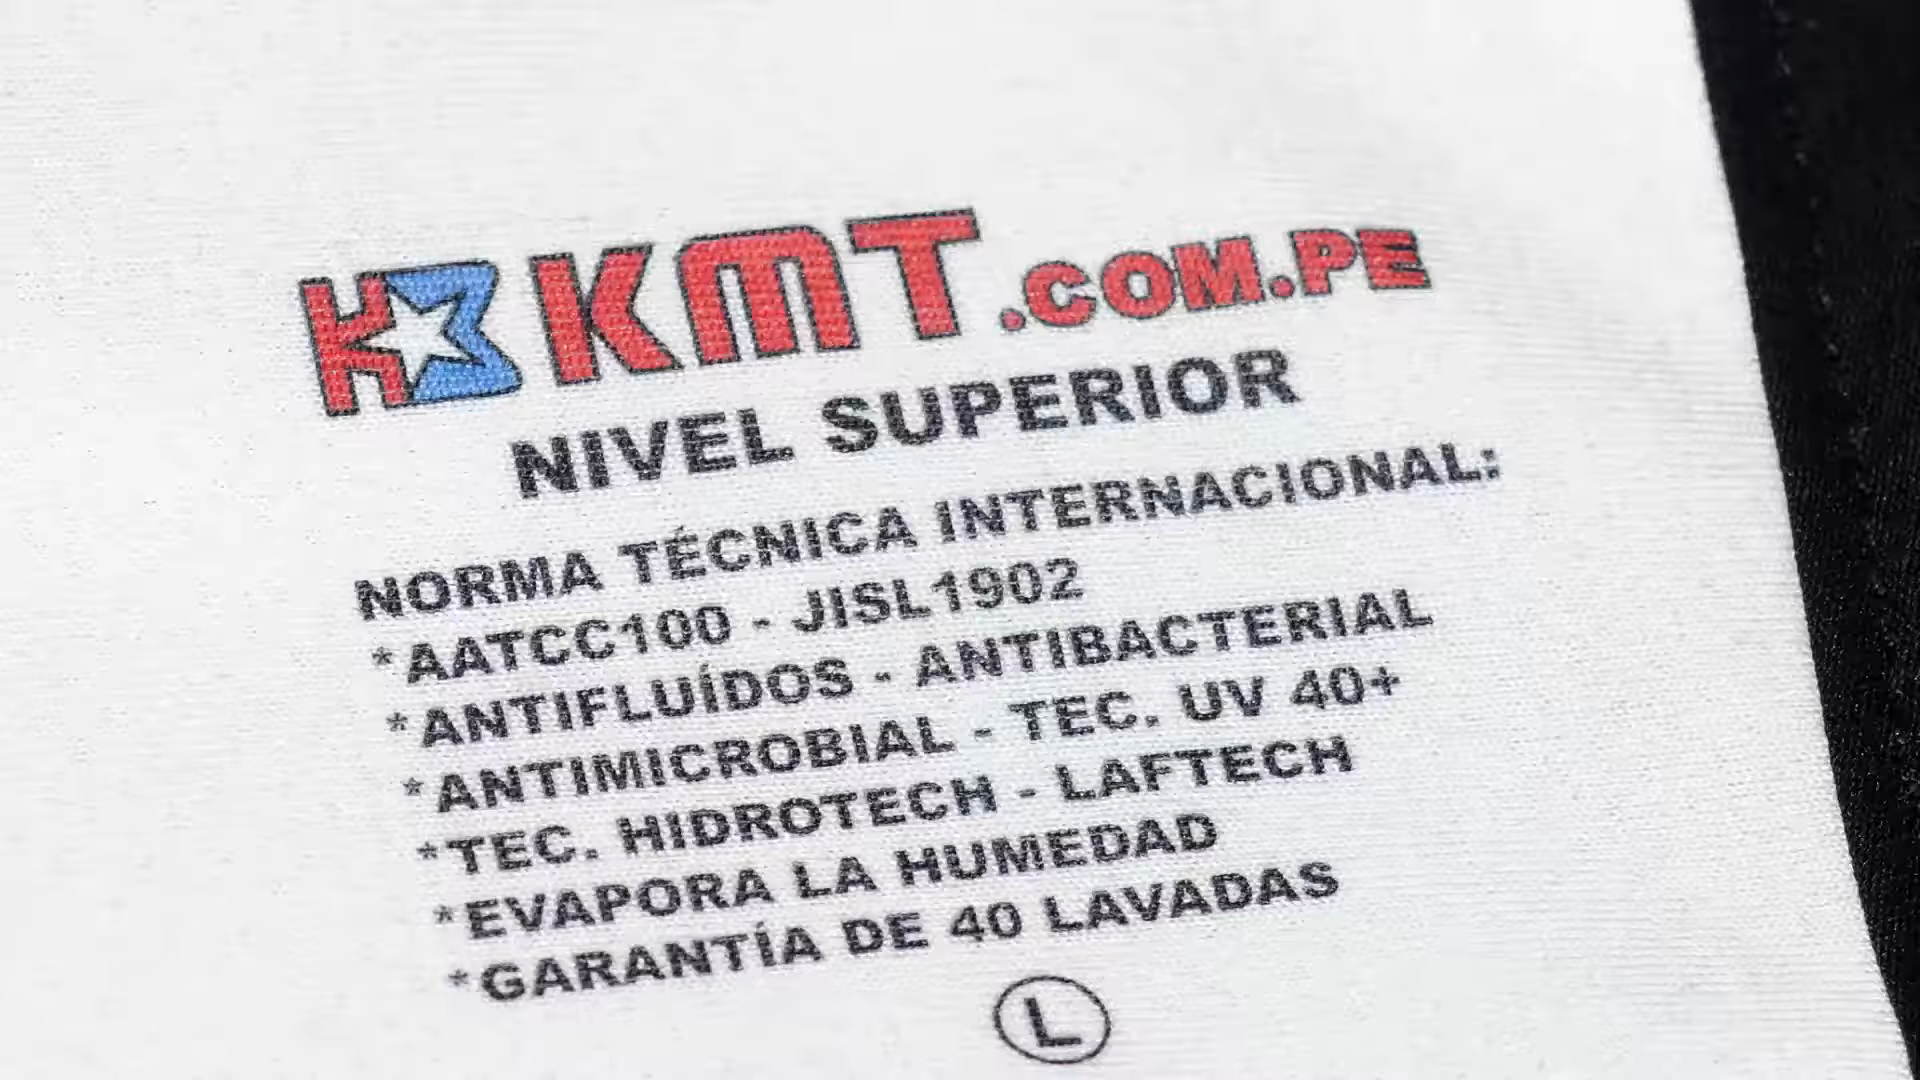 KMT.COM.PE
NIVEL SUPERIOR
NORMA TÉCNICA INTERNACIONAL:
*AATCC100 - JISL1902
*ANTIFLUÍDOS - ANTIBACTERIAL
*ANTIMICROBIAL - TEC. UV 40+
*TEC. HIDROTECH - LAFTECH
*EVAPORA LA HUMEDAD
*GARANTÍA DE 40 LAVADAS
L